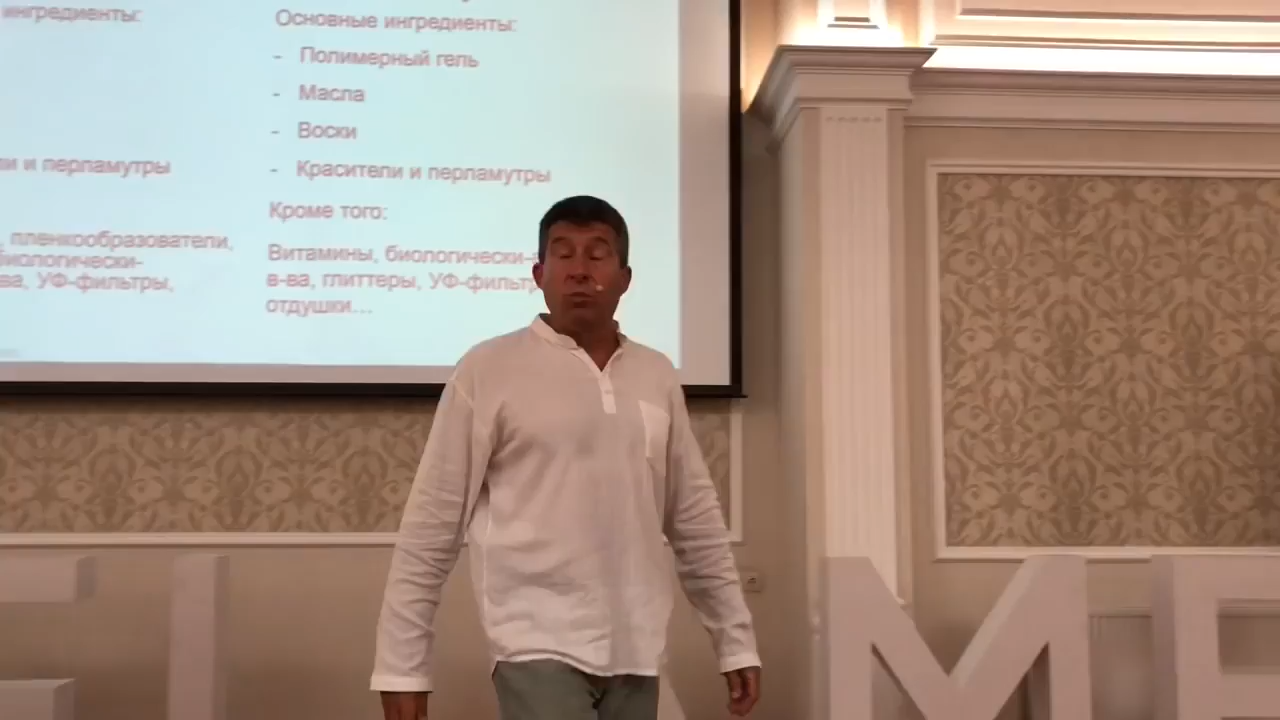 ингредиенты:
и перламутры
, пленкообразователи,
биологически-
ва, УФ-фильтры,
Основные ингредиенты:
- Полимерный гель
- Масла
- Воски
- Красители и перламутры
Кроме того:
Витамины, биологически-
в-ва, глиттеры, УФ-фильт
отдушки...
M